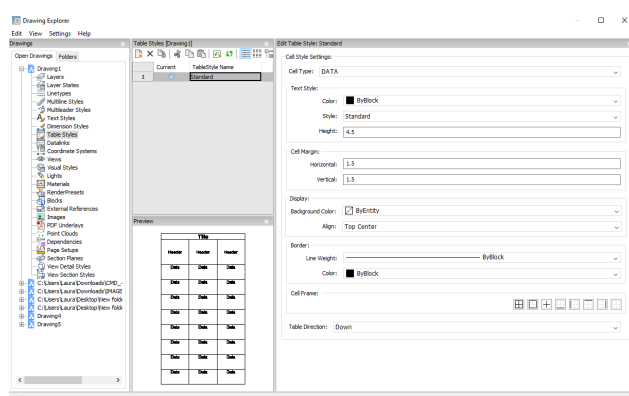 Drawing Explorer
Edit View Settings Help
Drawings
Open Drawings Folders
Drawing1
Layers
Layer States
Linetypes
Multiline Styles
Multileader Styles
Text Styles
Dimension Styles
Table Styles
Datalinks
Coordinate Systems
Views
Visual Styles
Lights
Materials
RenderPresets
Blocks
External References
Images
PDF Underlays
Point Clouds
Dependencies
Page Setups
Section Planes
View Detail Styles
View Section Styles
C:\Users\Laura\Downloads\CMD_-
C:\Users\Laura\Downloads\IMAGE
C:\Users\Laura\Desktop\New folde
C:\Users\Laura\Desktop\New folde
Drawing4
Drawing5
Table Styles [Drawing1]
Current TableStyle Name
1 Standard
Preview
Title
Header Header Header
Data Data Data
Data Data Data
Data Data Data
Data Data Data
Data Data Data
Data Data Data
Data Data Data
Data Data Data
Edit Table Style: Standard
Cell Style Settings:
Cell Type: DATA
Text Style:
Color: ByBlock
Style: Standard
Height: 4.5
Cell Margin:
Horizontal: 1.5
Vertical: 1.5
Display:
Background Color: ByEntity
Align: Top Center
Border:
Line Weight: ByBlock
Color: ByBlock
Cell Frame:
Table Direction: Down